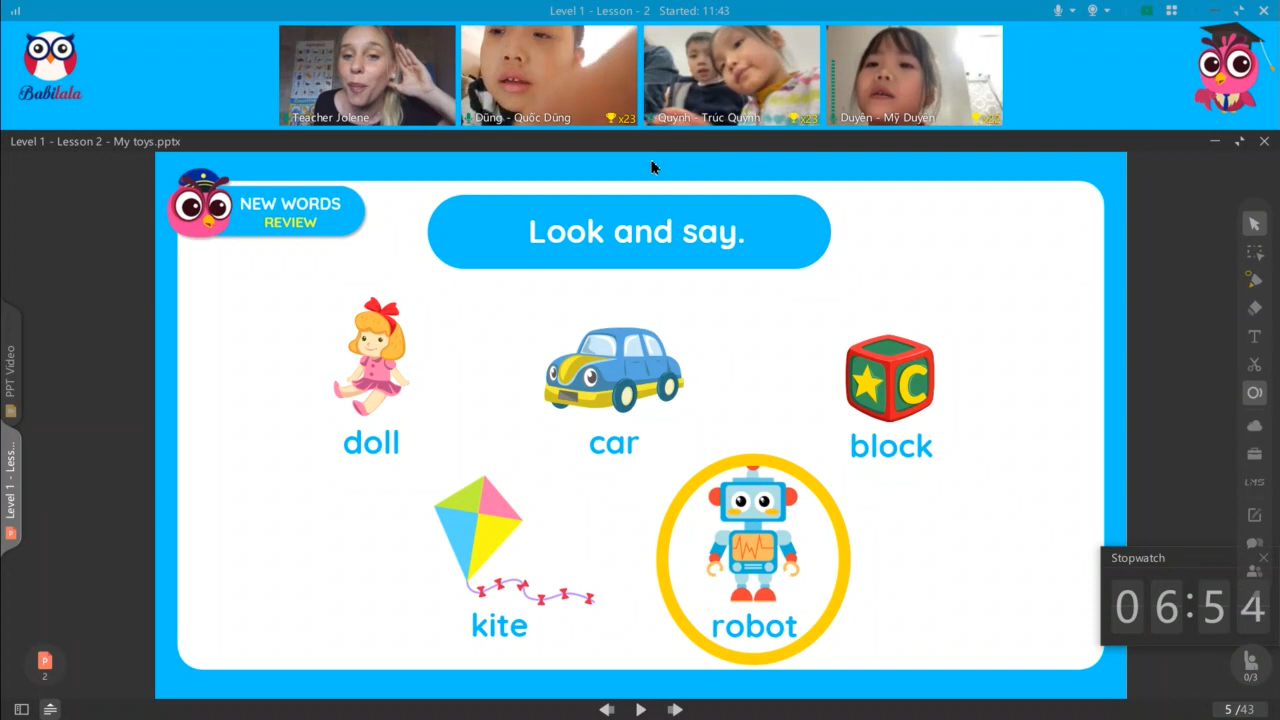 Level 1 - Lesson - 2 Started: 11:43
Babilala
Teacher Jolene
Dũng - Quốc Dũng
x23
Quỳnh - Trúc Quỳnh
x23
Duyên - Mỹ Duyên
Level 1 - Lesson 2 - My toys.pptx
NEW WORDS
REVIEW
Look and say.
doll
car
block
C
kite
robot
PPT Video
Level 1 - Less...
LMS
Stopwatch
06:54
2
0/3
5 /43